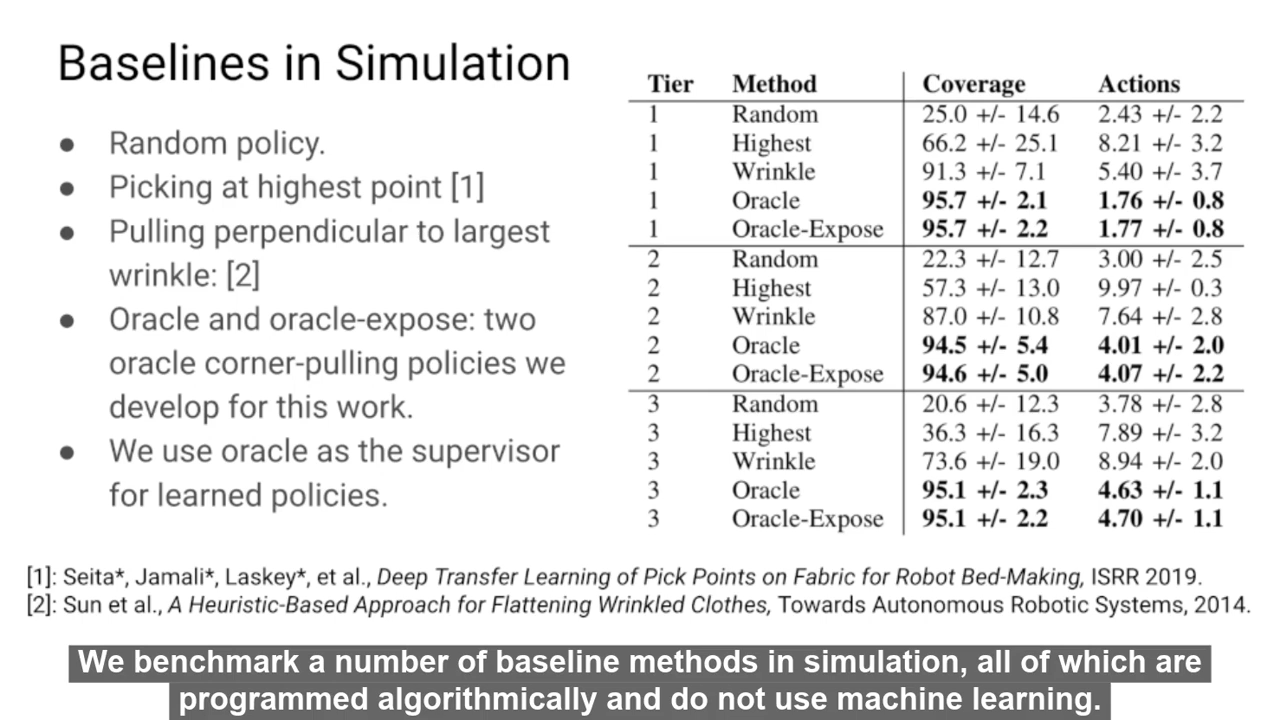 Baselines in Simulation
● Random policy.
● Picking at highest point [1]
● Pulling perpendicular to largest
wrinkle: [2]
● Oracle and oracle-expose: two
oracle corner-pulling policies we
develop for this work.
● We use oracle as the supervisor
for learned policies.
Tier Method Coverage Actions
1 Random 25.0 +/- 14.6 2.43 +/- 2.2
1 Highest 66.2 +/- 25.1 8.21 +/- 3.2
1 Wrinkle 91.3 +/- 7.1 5.40 +/- 3.7
1 Oracle 95.7 +/- 2.1 1.76 +/- 0.8
1 Oracle-Expose 95.7 +/- 2.2 1.77 +/- 0.8
2 Random 22.3 +/- 12.7 3.00 +/- 2.5
2 Highest 57.3 +/- 13.0 9.97 +/- 0.3
2 Wrinkle 87.0 +/- 10.8 7.64 +/- 2.8
2 Oracle 94.5 +/- 5.4 4.01 +/- 2.0
2 Oracle-Expose 94.6 +/- 5.0 4.07 +/- 2.2
3 Random 20.6 +/- 12.3 3.78 +/- 2.8
3 Highest 36.3 +/- 16.3 7.89 +/- 3.2
3 Wrinkle 73.6 +/- 19.0 8.94 +/- 2.0
3 Oracle 95.1 +/- 2.3 4.63 +/- 1.1
3 Oracle-Expose 95.1 +/- 2.2 4.70 +/- 1.1
[1]: Seita*, Jamali*, Laskey*, et al., Deep Transfer Learning of Pick Points on Fabric for Robot Bed-Making, ISRR 2019.
[2]: Sun et al., A Heuristic-Based Approach for Flattening Wrinkled Clothes, Towards Autonomous Robotic Systems, 2014.
We benchmark a number of baseline methods in simulation, all of which are
programmed algorithmically and do not use machine learning.